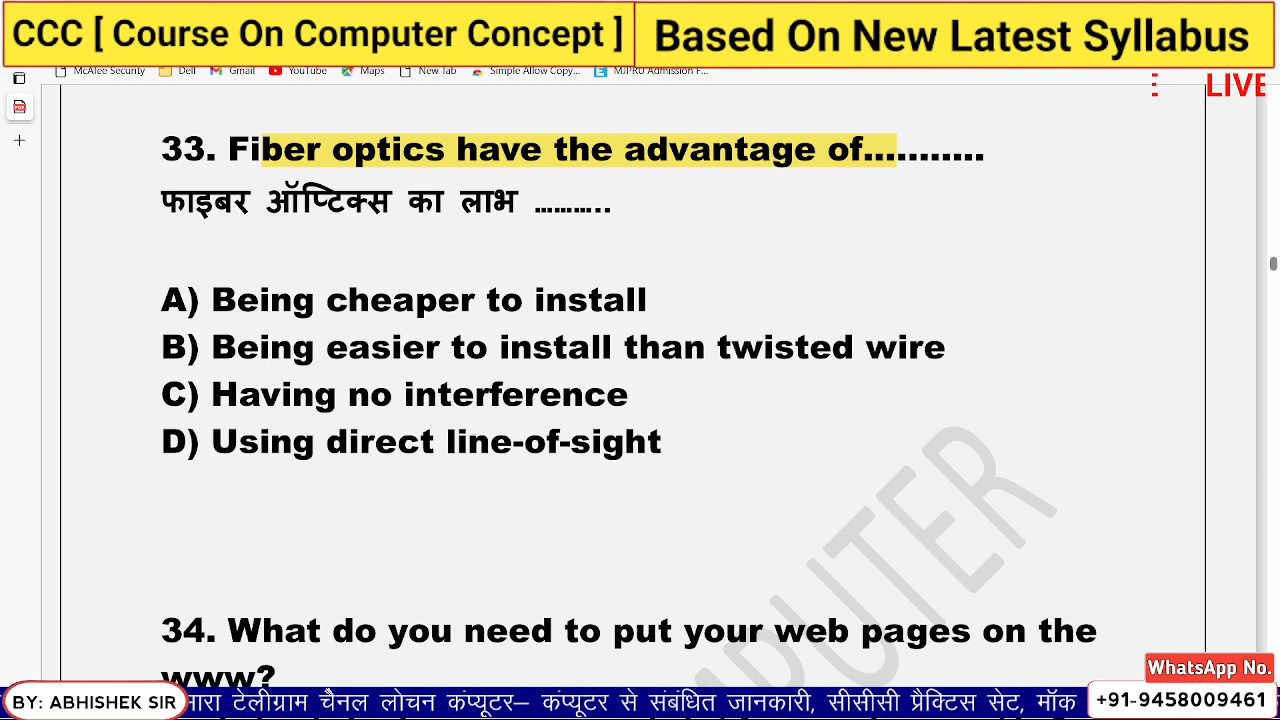 CCC [ Course On Computer Concept ]
Based On New Latest Syllabus
McAfee Security Dell Gmail YouTube Maps New Tab Simple Allow Copy... MJPRU Admission F...
LIVE
33. Fiber optics have the advantage of...........
फाइबर ऑप्टिक्स का लाभ ...........
A) Being cheaper to install
B) Being easier to install than twisted wire
C) Having no interference
D) Using direct line-of-sight
34. What do you need to put your web pages on the
www?
WhatsApp No.
BY: ABHISHEK SIR
टेलीग्राम चैनल लोचन कंप्यूटर– कंप्यूटर से संबंधित जानकारी, सीसीसी प्रैक्टिस सेट, मॉक
+91-9458009461